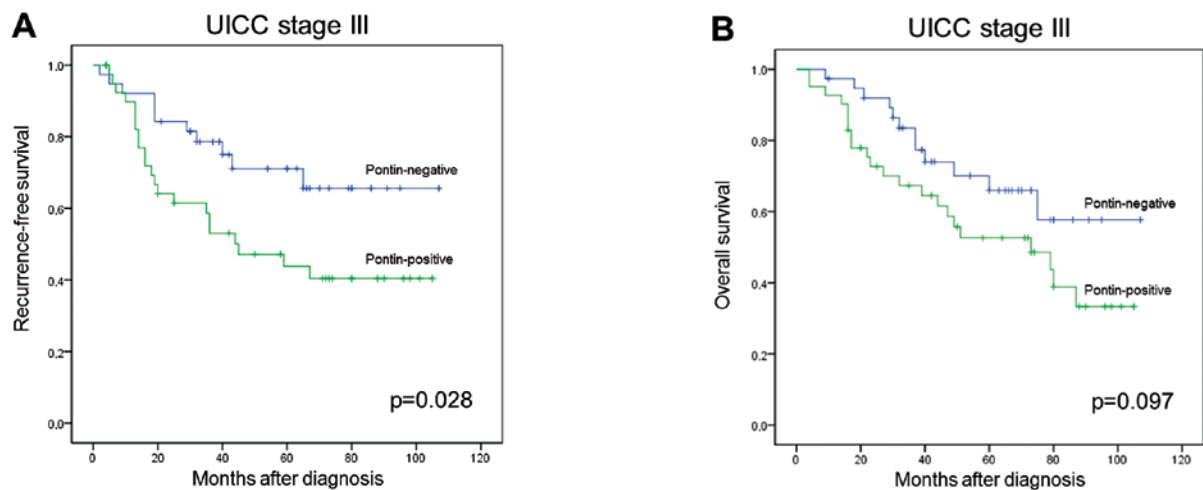 A
UICC stage III
Recurrence-free survival
1,0
0,8
0,6
0,4
0,2
0,0
Pontin-negative
Pontin-positive
p=0.028
0 20 40 60 80 100 120
Months after diagnosis
B
UICC stage III
Overall survival
1,0
0,8
0,6
0,4
0,2
0,0
Pontin-negative
Pontin-positive
p=0.097
0 20 40 60 80 100 120
Months after diagnosis